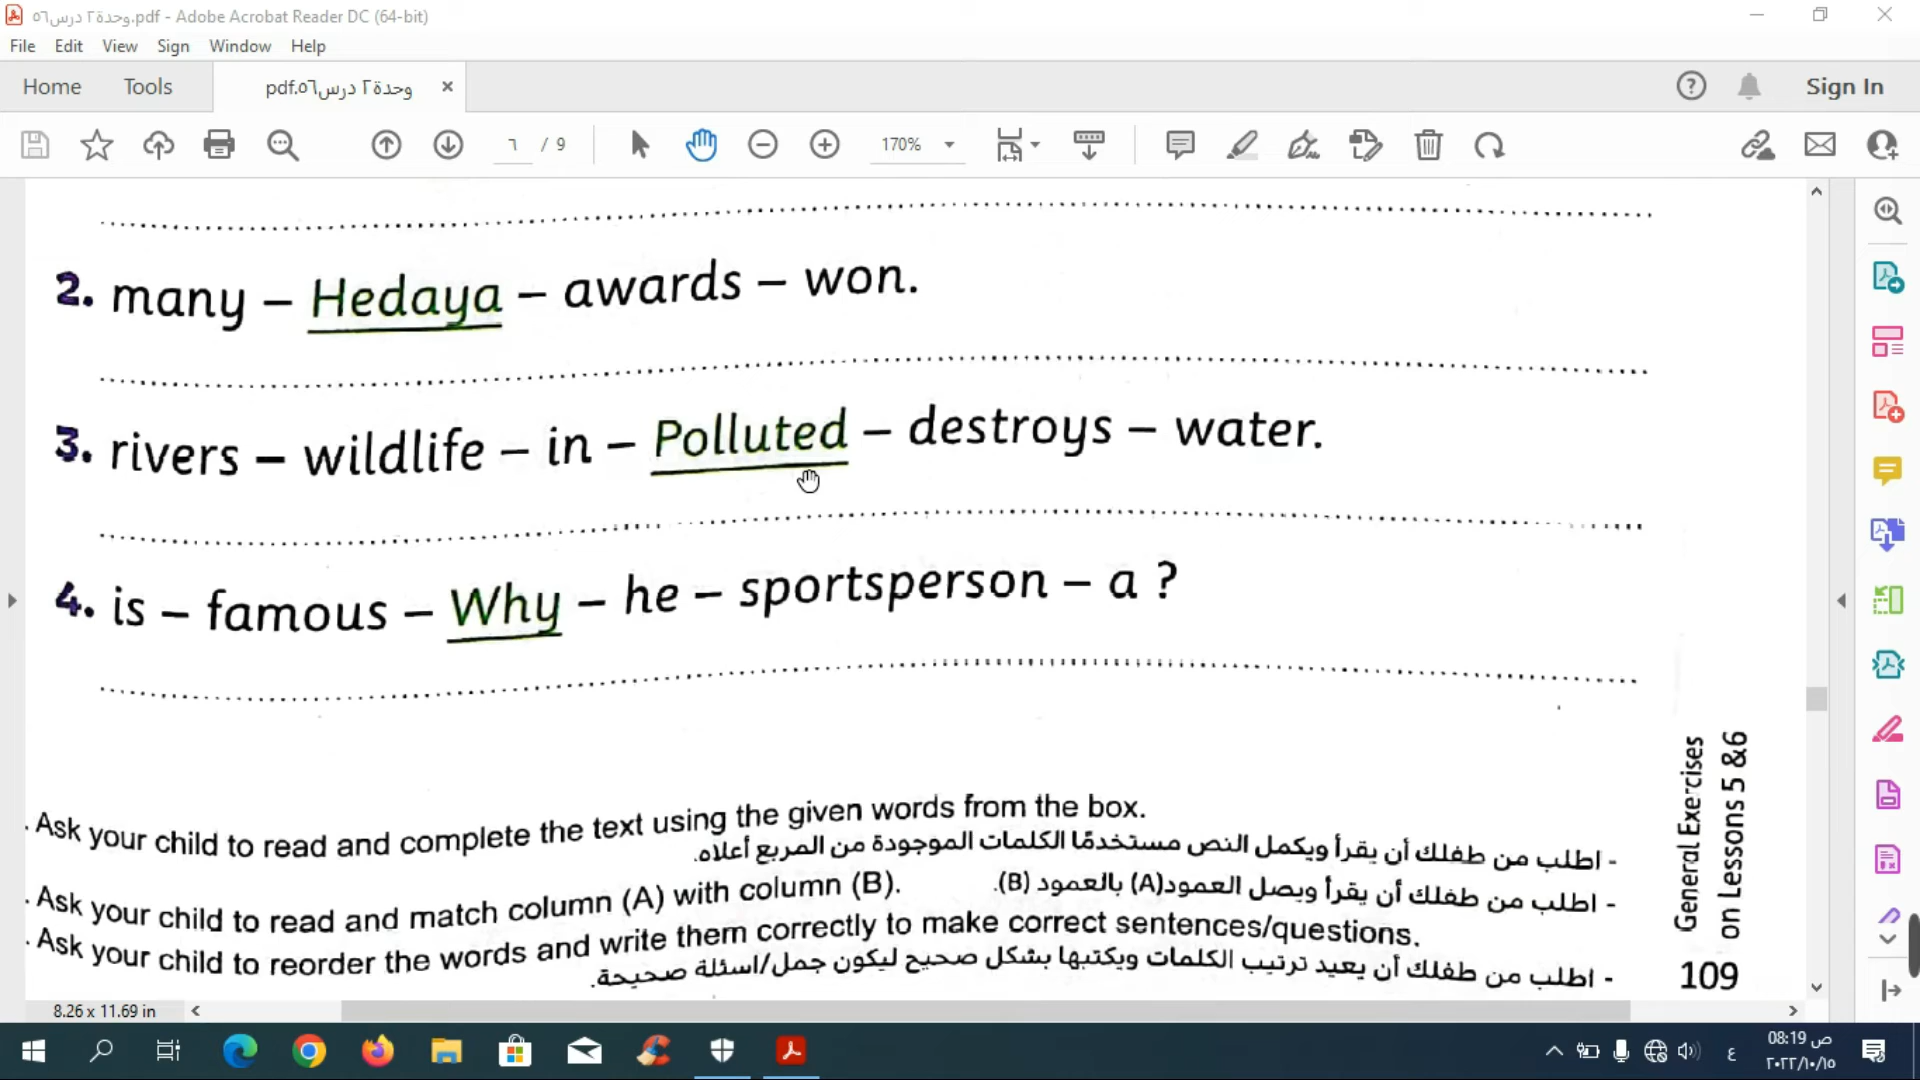 وحدة٢ درس٥٦.pdf - Adobe Acrobat Reader DC (64-bit)
File Edit View Sign Window Help
Home Tools وحدة٢ درس٥٦.pdf × Sign In
٦ / 9 170%
2. many – Hedaya – awards – won.
3. rivers – wildlife – in – Polluted – destroys – water.
4. is – famous – Why – he – sportsperson – a ?
General Exercises
on Lessons 5 &6
- Ask your child to read and complete the text using the given words from the box.
- اطلب من طفلك أن يقرأ ويكمل النص مستخدمًا الكلمات الموجودة من المربع أعلاه.
- Ask your child to read and match column (A) with column (B).
- اطلب من طفلك أن يقرأ ويصل العمود(A) بالعمود (B).
- Ask your child to reorder the words and write them correctly to make correct sentences/questions.
- اطلب من طفلك أن يعيد ترتيب الكلمات ويكتبها بشكل صحيح ليكون جمل/اسئلة صحيحة.
109
8.26 x 11.69 in
ع
08:19 ص
٢٠٢٢/١٠/١٥